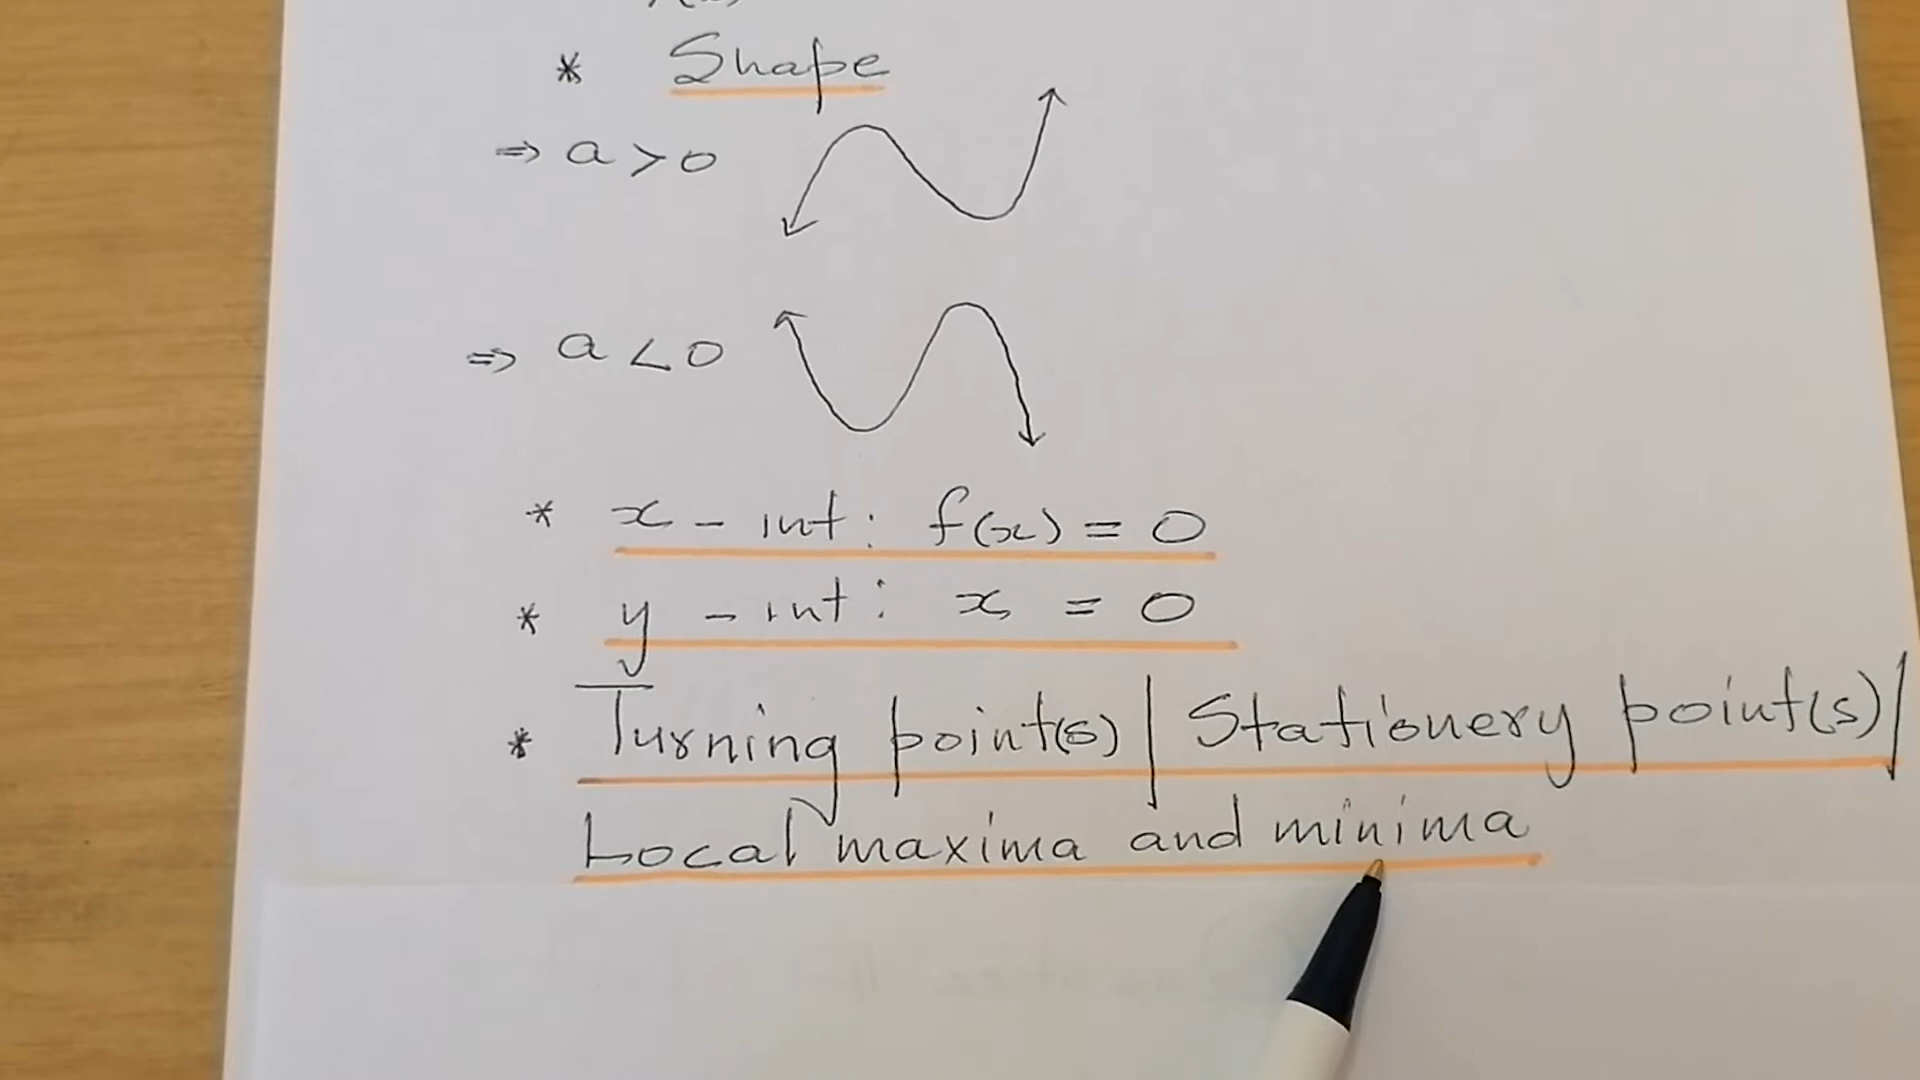 * Shape
⇒ a > 0
⇒ a < 0
* x - int: f(x) = 0
* y - int: x = 0
* Turning point(s) | Stationery point(s) |
Local maxima and minima